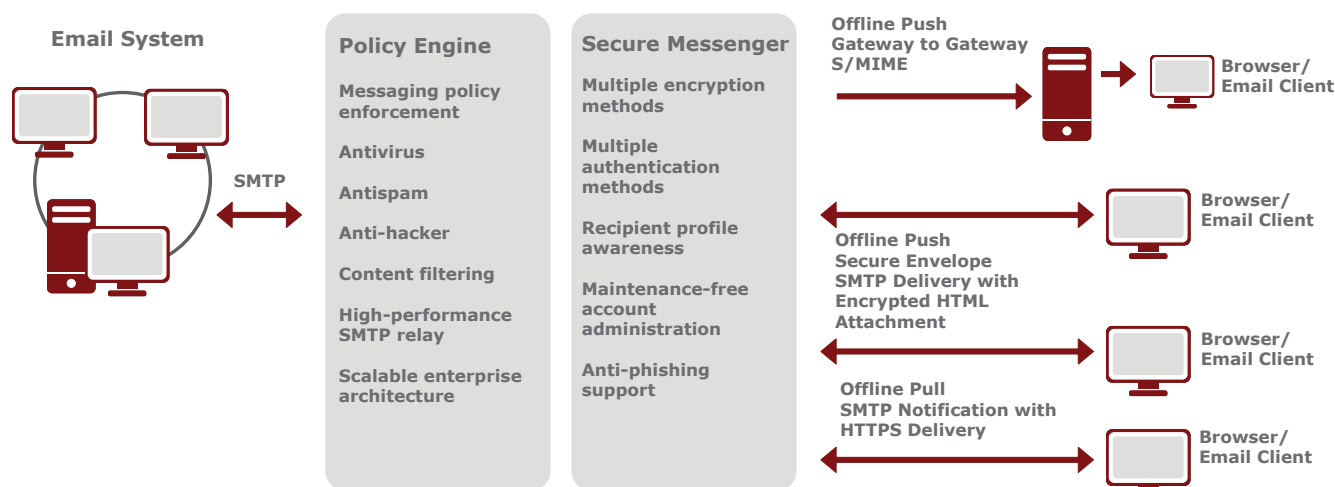 Email System
SMTP
Policy Engine
Messaging policy
enforcement
Antivirus
Antispam
Anti-hacker
Content filtering
High-performance
SMTP relay
Scalable enterprise
architecture
Secure Messenger
Multiple encryption
methods
Multiple
authentication
methods
Recipient profile
awareness
Maintenance-free
account
administration
Anti-phishing
support
Offline Push
Gateway to Gateway
S/MIME
Browser/
Email Client
Browser/
Email Client
Offline Push
Secure Envelope
SMTP Delivery with
Encrypted HTML
Attachment
Browser/
Email Client
Offline Pull
SMTP Notification with
HTTPS Delivery
Browser/
Email Client